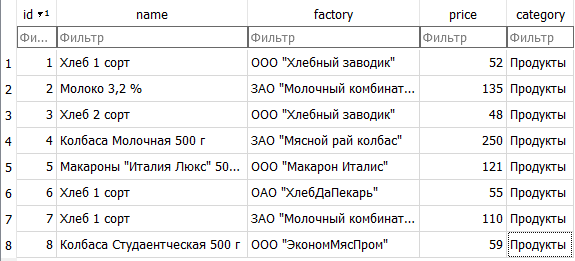 id 1 name factory price category
Фи... Фильтр Фильтр Фильтр Фильтр
1 1 Хлеб 1 сорт ООО "Хлебный заводик" 52 Продукты
2 2 Молоко 3,2 % ЗАО "Молочный комбинат... 135 Продукты
3 3 Хлеб 2 сорт ООО "Хлебный заводик" 48 Продукты
4 4 Колбаса Молочная 500 г ЗАО "Мясной рай колбас" 250 Продукты
5 5 Макароны "Италия Люкс" 50... ООО "Макарон Италис" 121 Продукты
6 6 Хлеб 1 сорт ОАО "ХлебДаПекарь" 55 Продукты
7 7 Хлеб 1 сорт ЗАО "Молочный комбинат... 110 Продукты
8 8 Колбаса Студаентческая 500 г ООО "ЭкономМясПром" 59 Продукты